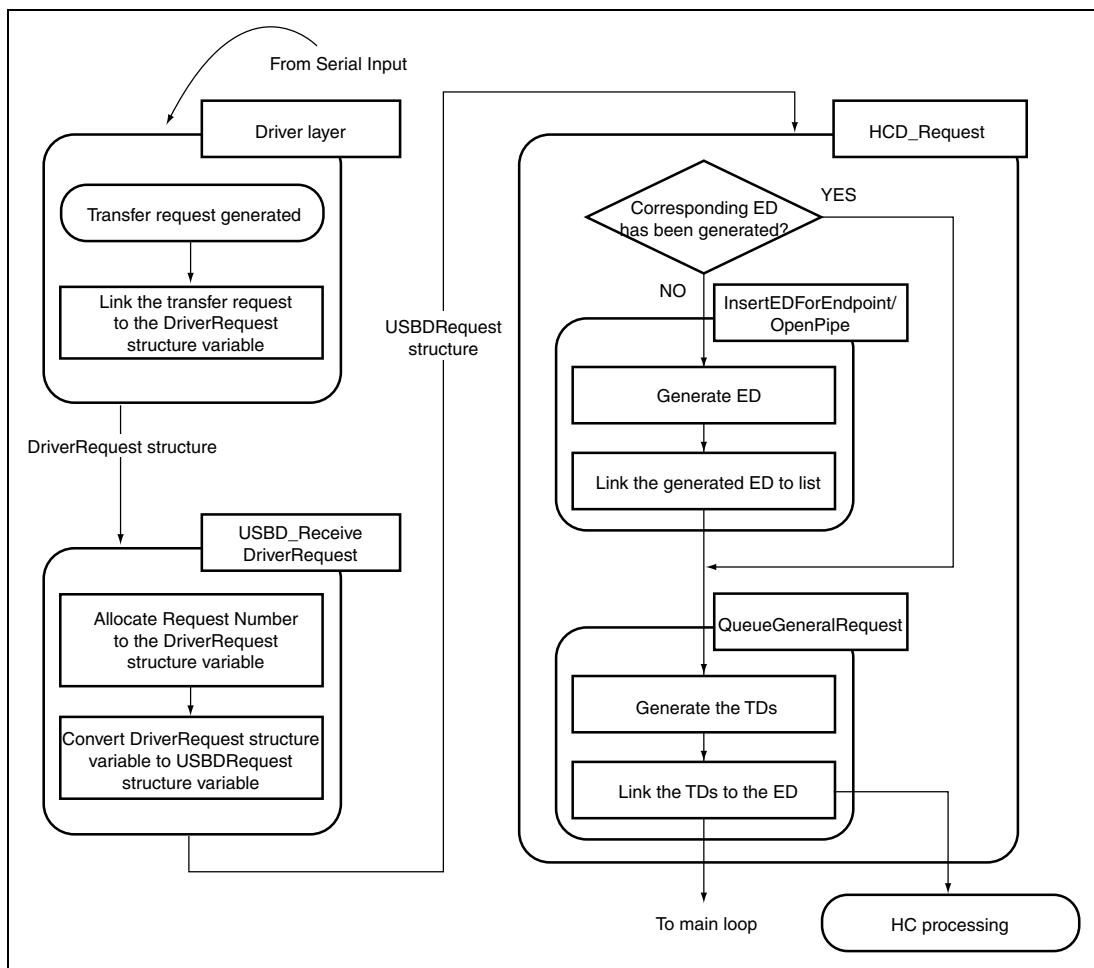 From Serial Input
Driver layer
Transfer request generated
Link the transfer request
to the DriverRequest
structure variable
DriverRequest structure
USBD_Receive
DriverRequest
Allocate Request Number
to the DriverRequest
structure variable
Convert DriverRequest structure
variable to USBDRequest
structure variable
USBDRequest
structure
HCD_Request
Corresponding ED
has been generated?
YES
NO
InsertEDForEndpoint/
OpenPipe
Generate ED
Link the generated ED to list
QueueGeneralRequest
Generate the TDs
Link the TDs to the ED
To main loop
HC processing